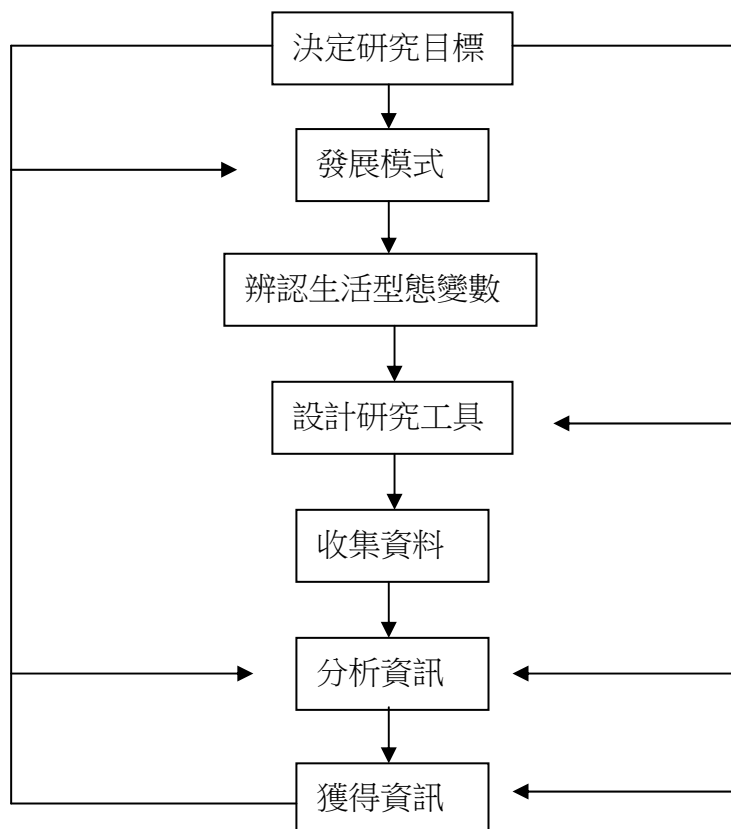 決定研究目標
發展模式
辨認生活型態變數
設計研究工具
收集資料
分析資訊
獲得資訊